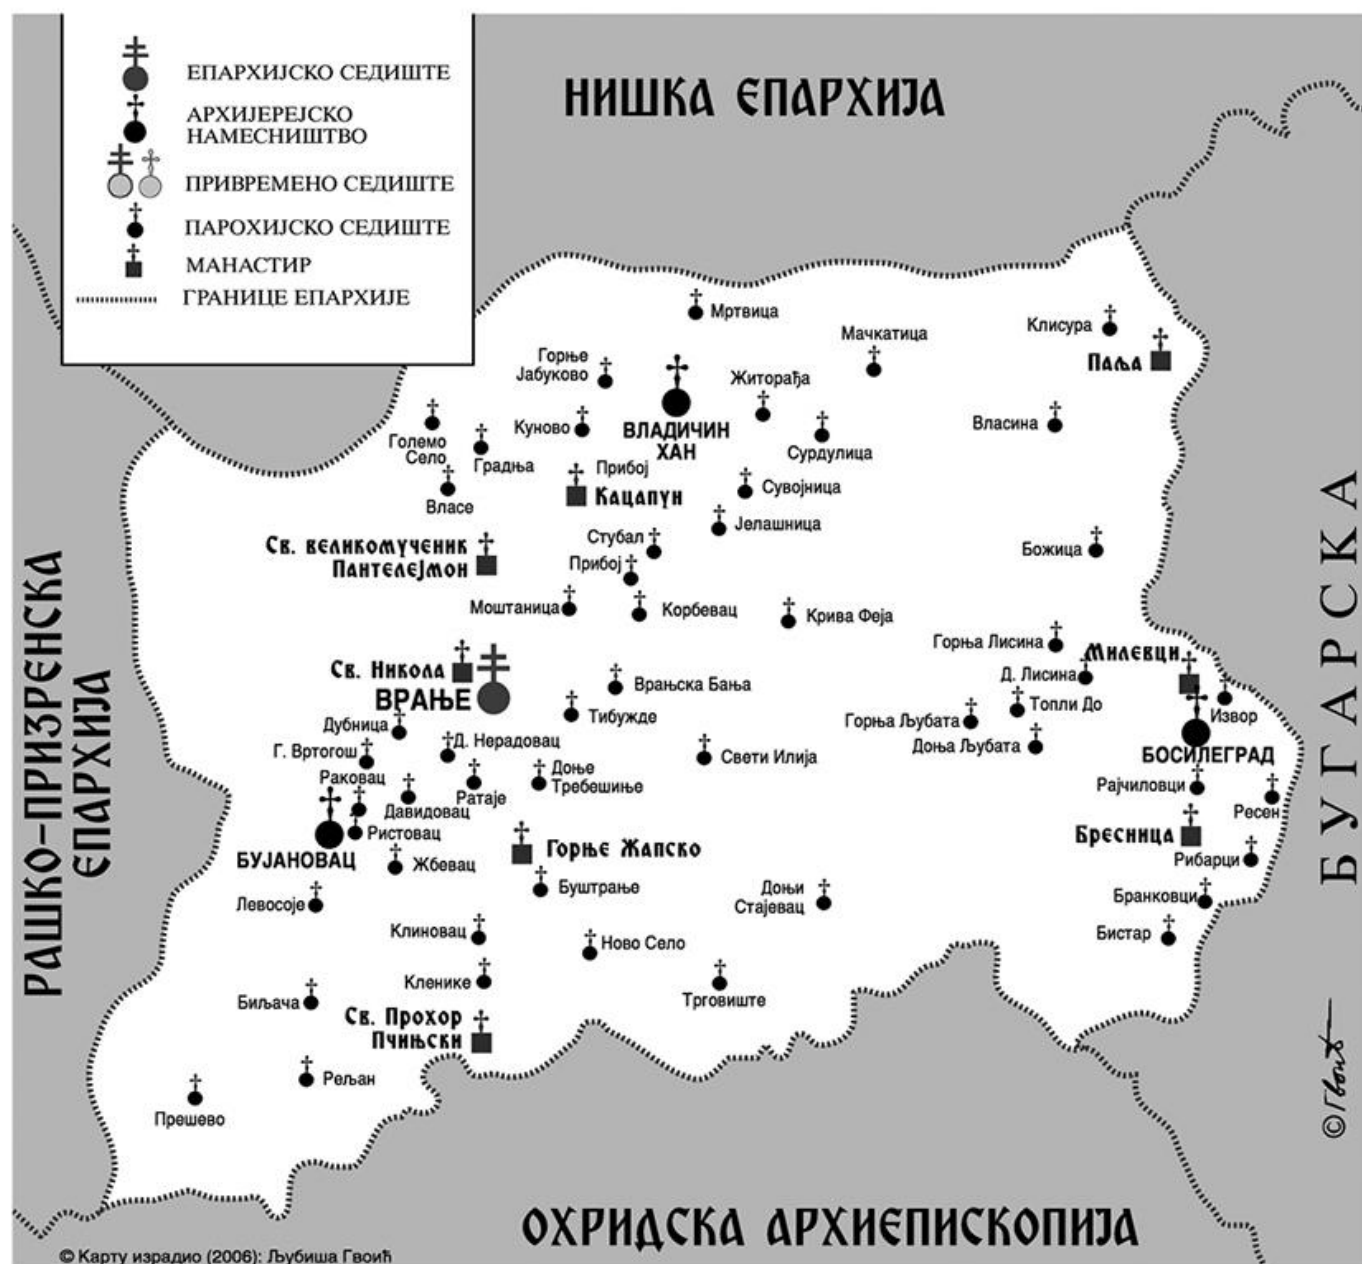 ЕПАРХИЈСКО СЕДИШТЕ
АРХИЈЕРЕЈСКО
НАМЕСНИШТВО
ПРИВРЕМЕНО СЕДИШТЕ
ПАРОХИЈСКО СЕДИШТЕ
МАНАСТИР
ГРАНИЦЕ ЕПАРХИЈЕ
НИШКА ЕПАРХИЈА
Мртвица
Клисура
Мачкатица
Паља
Горње
Јабуково
Житорађа
Куново
ВЛАДИЧИН
ХАН
Власина
Големо
Село
Градња
Сурдулица
Прибој
Кацапун
Сувојница
Власе
Јелашница
Стубал
Св. великомученик
Пантелејмон
Божица
Прибој
Моштаница
Корбевац
Крива Феја
Горња Лисина
Милевци
Св. Никола
Д. Лисина
ВРАЊЕ
Врањска Бања
Топли До
Извор
Тибужде
Горња Љубата
Дубница
Доња Љубата
Д. Нерадовац
Г. Вртогош
Свети Илија
БОСИЛЕГРАД
Доње
Требешиње
Раковац
Рајчиловци
Ратаје
Давидовац
Ресен
Ристовац
Бресница
БУЈАНОВАЦ
Горње Жапско
Жбевац
Рибарци
Буштрање
Доњи
Стајевац
Бранковци
Левосоје
Клиновац
Бистар
Ново Село
Кленике
Трговиште
Биљача
Св. Прохор
Пчињски
Рељан
Прешево
РАШКО-ПРИЗРЕНСКА
ЕПАРХИЈА
БУГАРСКА
©Гвоић
ОХРИДСКА АРХИЕПИСКОПИЈА
© Карту израдио (2006): Љубиша Гвоић